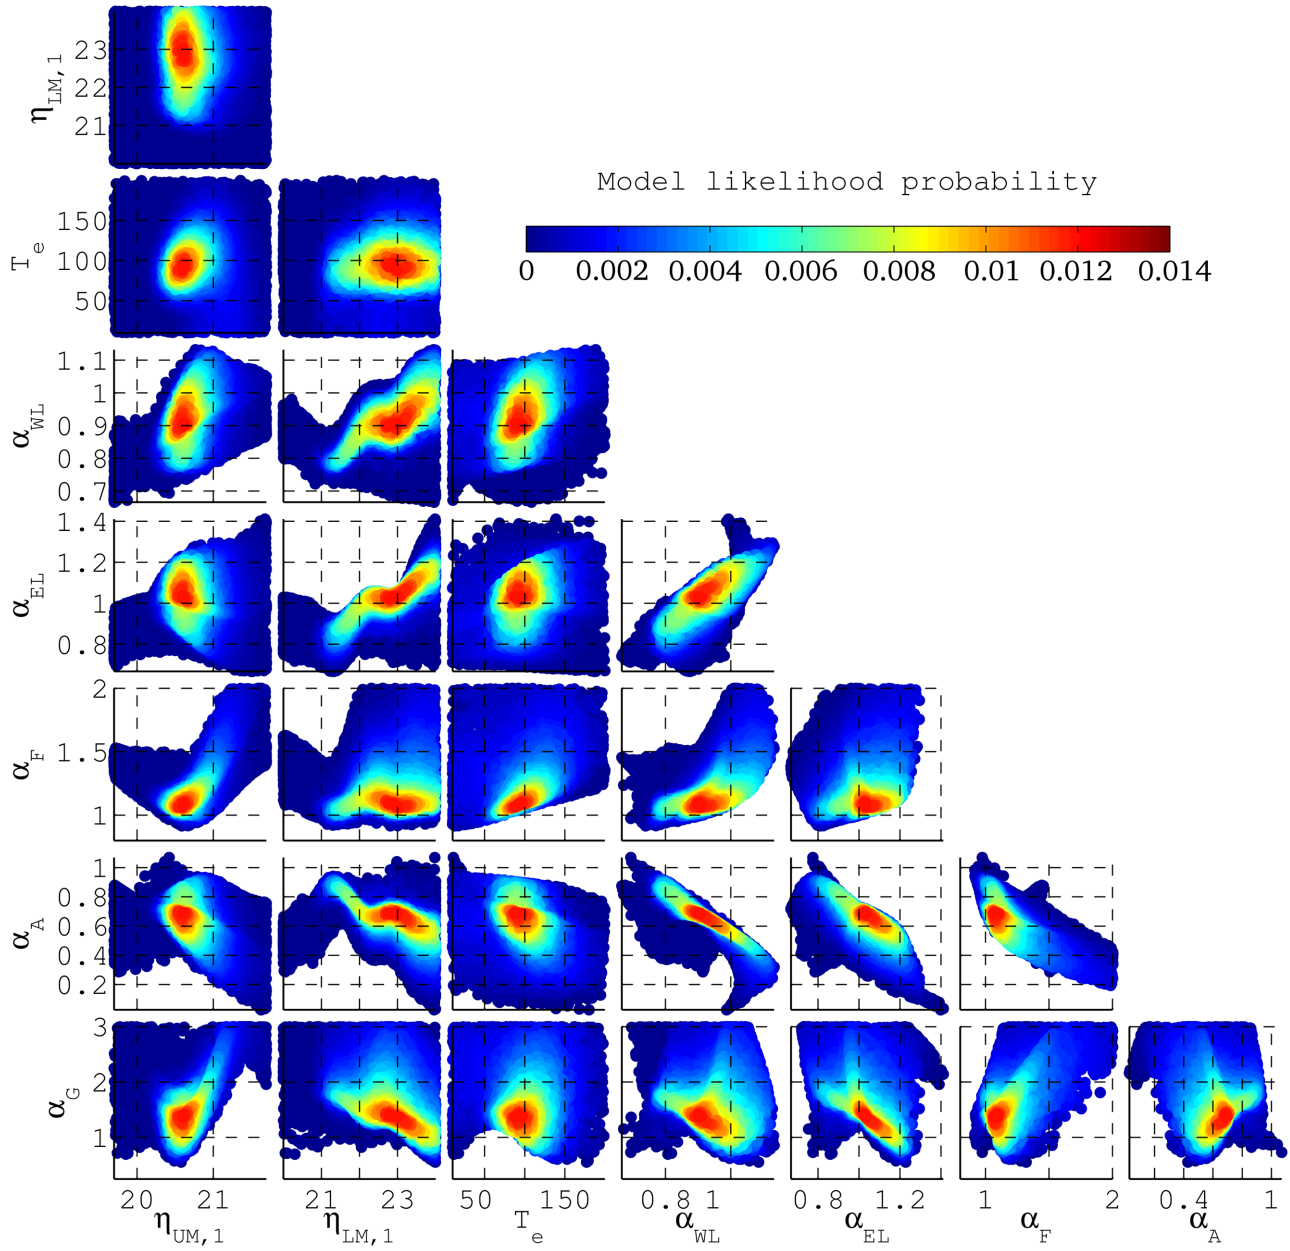 23
22
21
η_LM,1
Model likelihood probability
0 0.002 0.004 0.006 0.008 0.01 0.012 0.014
150
100
50
T_e
1.1
1
0.9
0.8
0.7
α_WL
1.4
1.2
1
0.8
α_EL
2
1.5
1
α_F
1
0.8
0.6
0.4
0.2
α_A
3
2
1
α_G
20 21 21 23 50 150 0.8 1 0.8 1.2 1 2 0.4 1
η_UM,1 η_LM,1 T_e α_WL α_EL α_F α_A